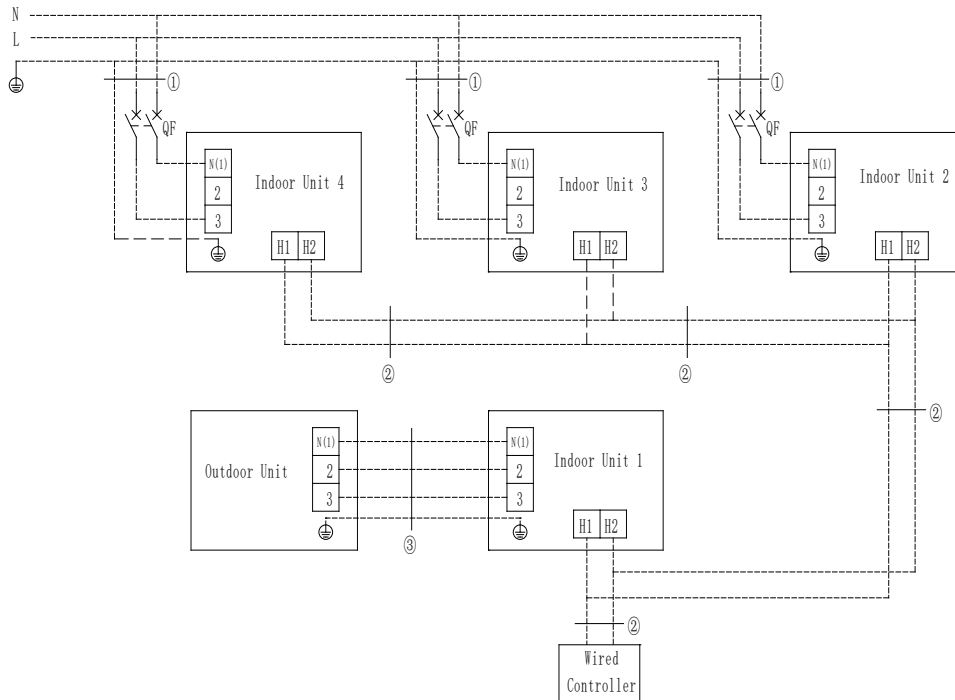 N
L
① ① ①
QF QF QF
N(1) N(1) N(1)
Indoor Unit 4 Indoor Unit 3 Indoor Unit 2
2 2 2
3 3 3
H1 H2 H1 H2 H1 H2
② ②
②
N(1) N(1)
Outdoor Unit 2 2 Indoor Unit 1
3 3
H1 H2
③
②
Wired
Controller